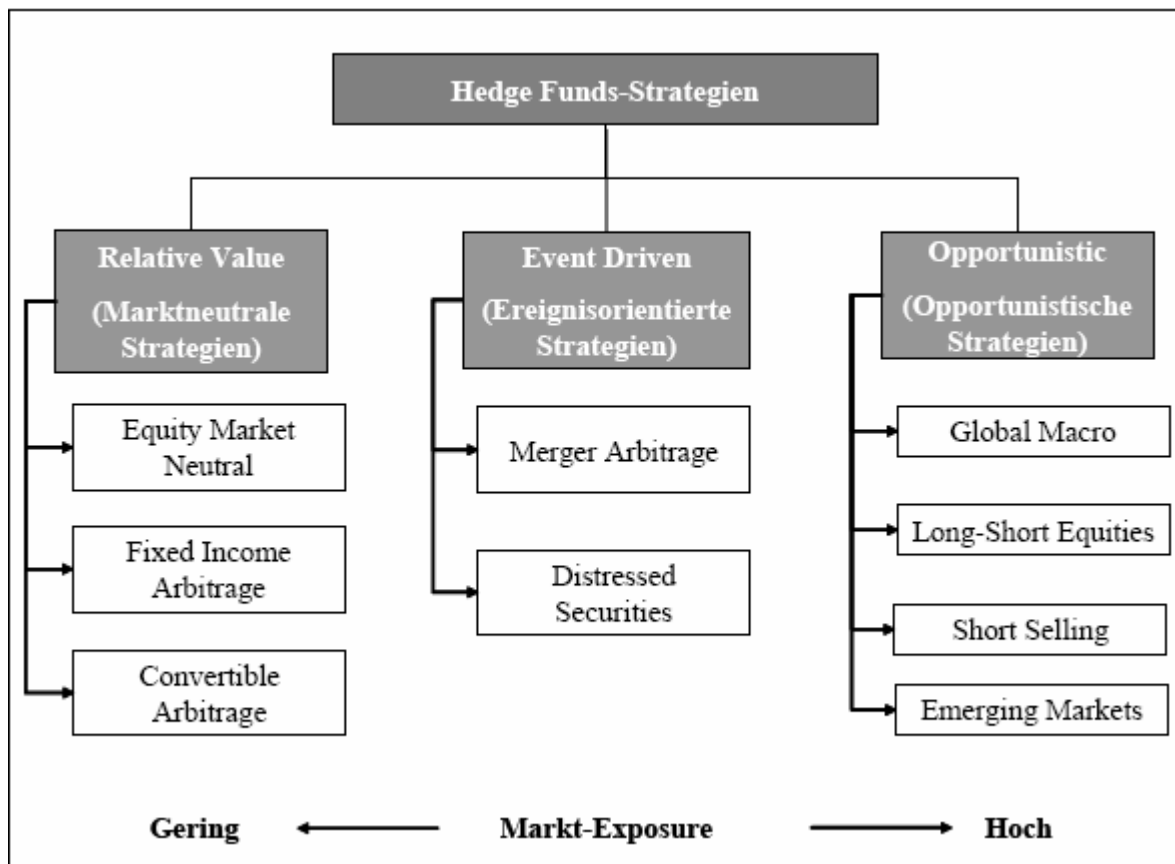 Hedge Funds-Strategien
Relative Value
(Marktneutrale
Strategien)
Equity Market
Neutral
Fixed Income
Arbitrage
Convertible
Arbitrage
Event Driven
(Ereignisorientierte
Strategien)
Merger Arbitrage
Distressed
Securities
Opportunistic
(Opportunistische
Strategien)
Global Macro
Long-Short Equities
Short Selling
Emerging Markets
Gering Markt-Exposure Hoch